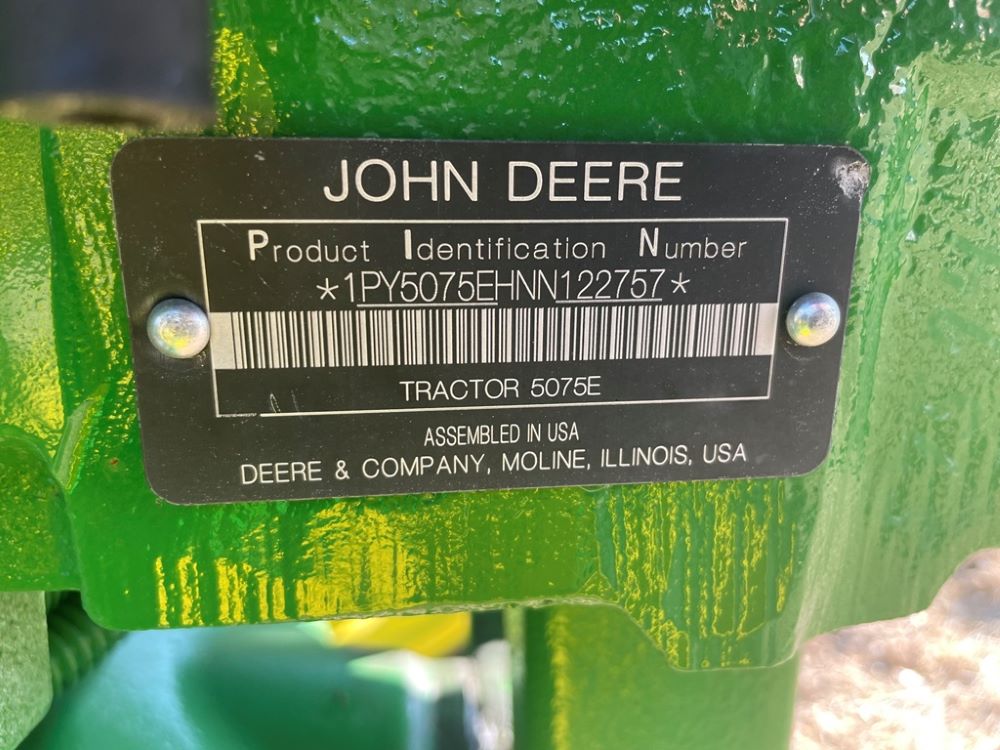 JOHN DEERE
Product Identification Number
*1PY5075EHNN122757*
TRACTOR 5075E
ASSEMBLED IN USA
DEERE & COMPANY, MOLINE, ILLINOIS, USA